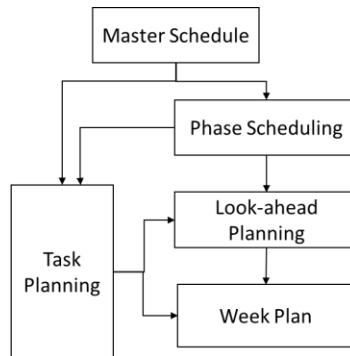 Master Schedule
Phase Scheduling
Look-ahead
Planning
Task
Planning
Week Plan